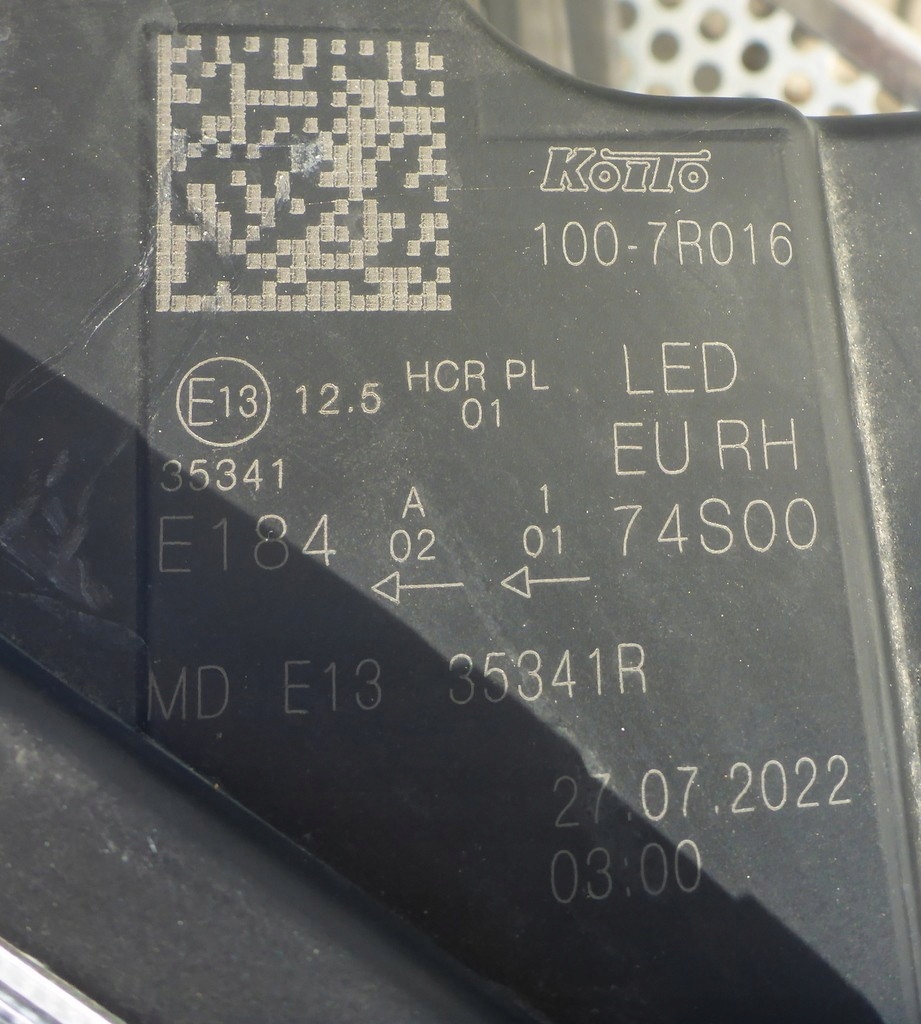 KOITO
100-7R016
E13 12.5 HCR PL LED
01
35341 EU RH
E184 A 1 74S00
02 01
MD E13 35341R
27.07.2022
03:00